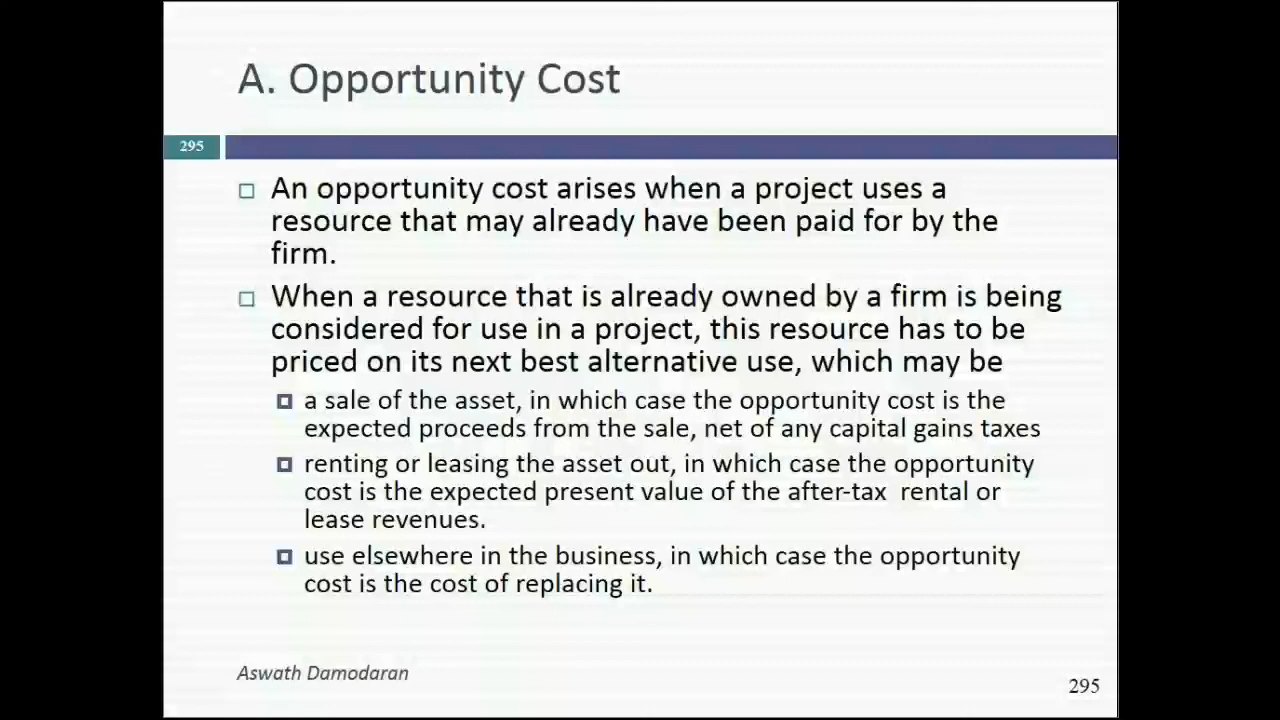 A. Opportunity Cost
295
An opportunity cost arises when a project uses a
resource that may already have been paid for by the
firm.
When a resource that is already owned by a firm is being
considered for use in a project, this resource has to be
priced on its next best alternative use, which may be
a sale of the asset, in which case the opportunity cost is the
expected proceeds from the sale, net of any capital gains taxes
renting or leasing the asset out, in which case the opportunity
cost is the expected present value of the after-tax rental or
lease revenues.
use elsewhere in the business, in which case the opportunity
cost is the cost of replacing it.
Aswath Damodaran
295